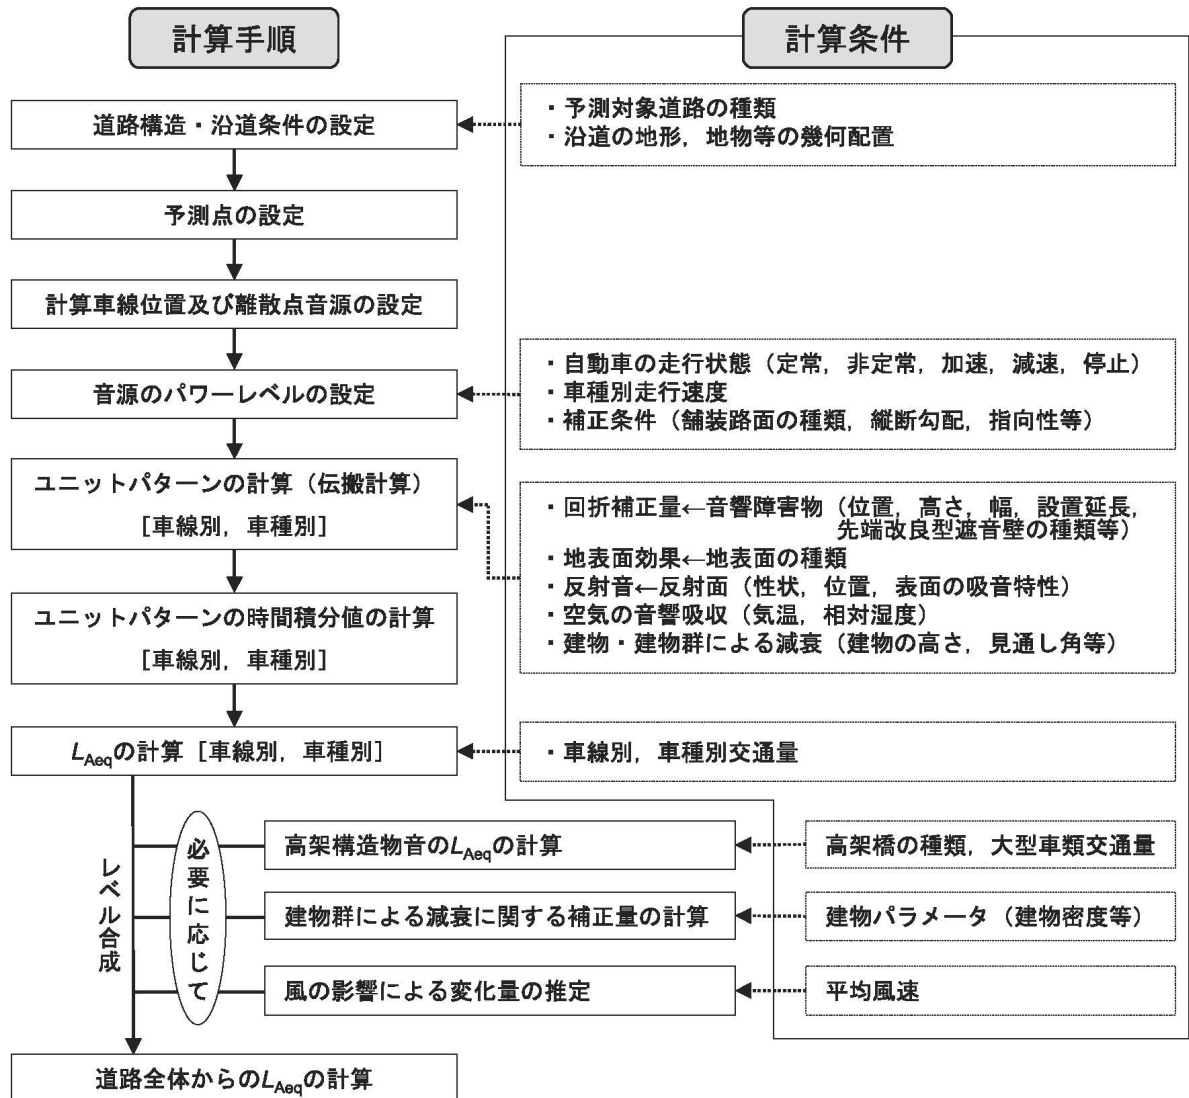 計算手順
計算条件
道路構造・沿道条件の設定
・予測対象道路の種類
・沿道の地形，地物等の幾何配置
予測点の設定
計算車線位置及び離散点音源の設定
音源のパワーレベルの設定
・自動車の走行状態（定常，非定常，加速，減速，停止）
・車種別走行速度
・補正条件（舗装路面の種類，縦断勾配，指向性等）
ユニットパターンの計算（伝搬計算）
［車線別，車種別］
・回折補正量←音響障害物（位置，高さ，幅，設置延長，
先端改良型遮音壁の種類等）
・地表面効果←地表面の種類
・反射音←反射面（性状，位置，表面の吸音特性）
・空気の音響吸収（気温，相対湿度）
・建物・建物群による減衰（建物の高さ，見通し角等）
ユニットパターンの時間積分値の計算
［車線別，車種別］
LAeqの計算［車線別，車種別］
・車線別，車種別交通量
レベル合成
必要に応じて
高架構造物音のLAeqの計算
高架橋の種類，大型車類交通量
建物群による減衰に関する補正量の計算
建物パラメータ（建物密度等）
風の影響による変化量の推定
平均風速
道路全体からのLAeqの計算